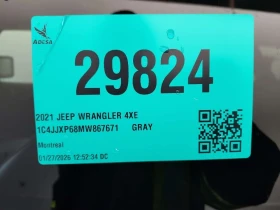 ADESA
29824
2021 JEEP WRANGLER 4XE
1C4JJXP68MW867671 GRAY
Montreal
01/27/2026 12:52:34 DC